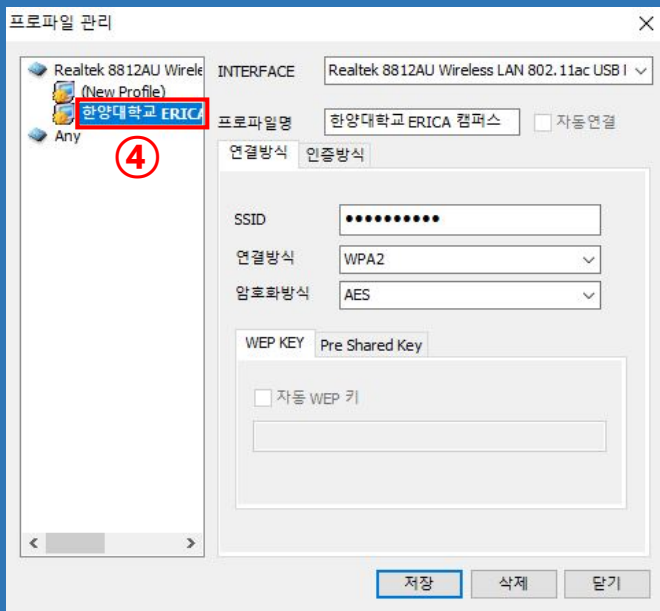 프로파일 관리
Realtek 8812AU Wirele
(New Profile)
한양대학교 ERICA
Any
④
INTERFACE
Realtek 8812AU Wireless LAN 802.11ac USB
프로파일명
한양대학교 ERICA 캠퍼스
자동연결
연결방식
인증방식
SSID
••••••••••
연결방식
WPA2
암호화방식
AES
WEP KEY
Pre Shared Key
자동 WEP 키
저장
삭제
닫기